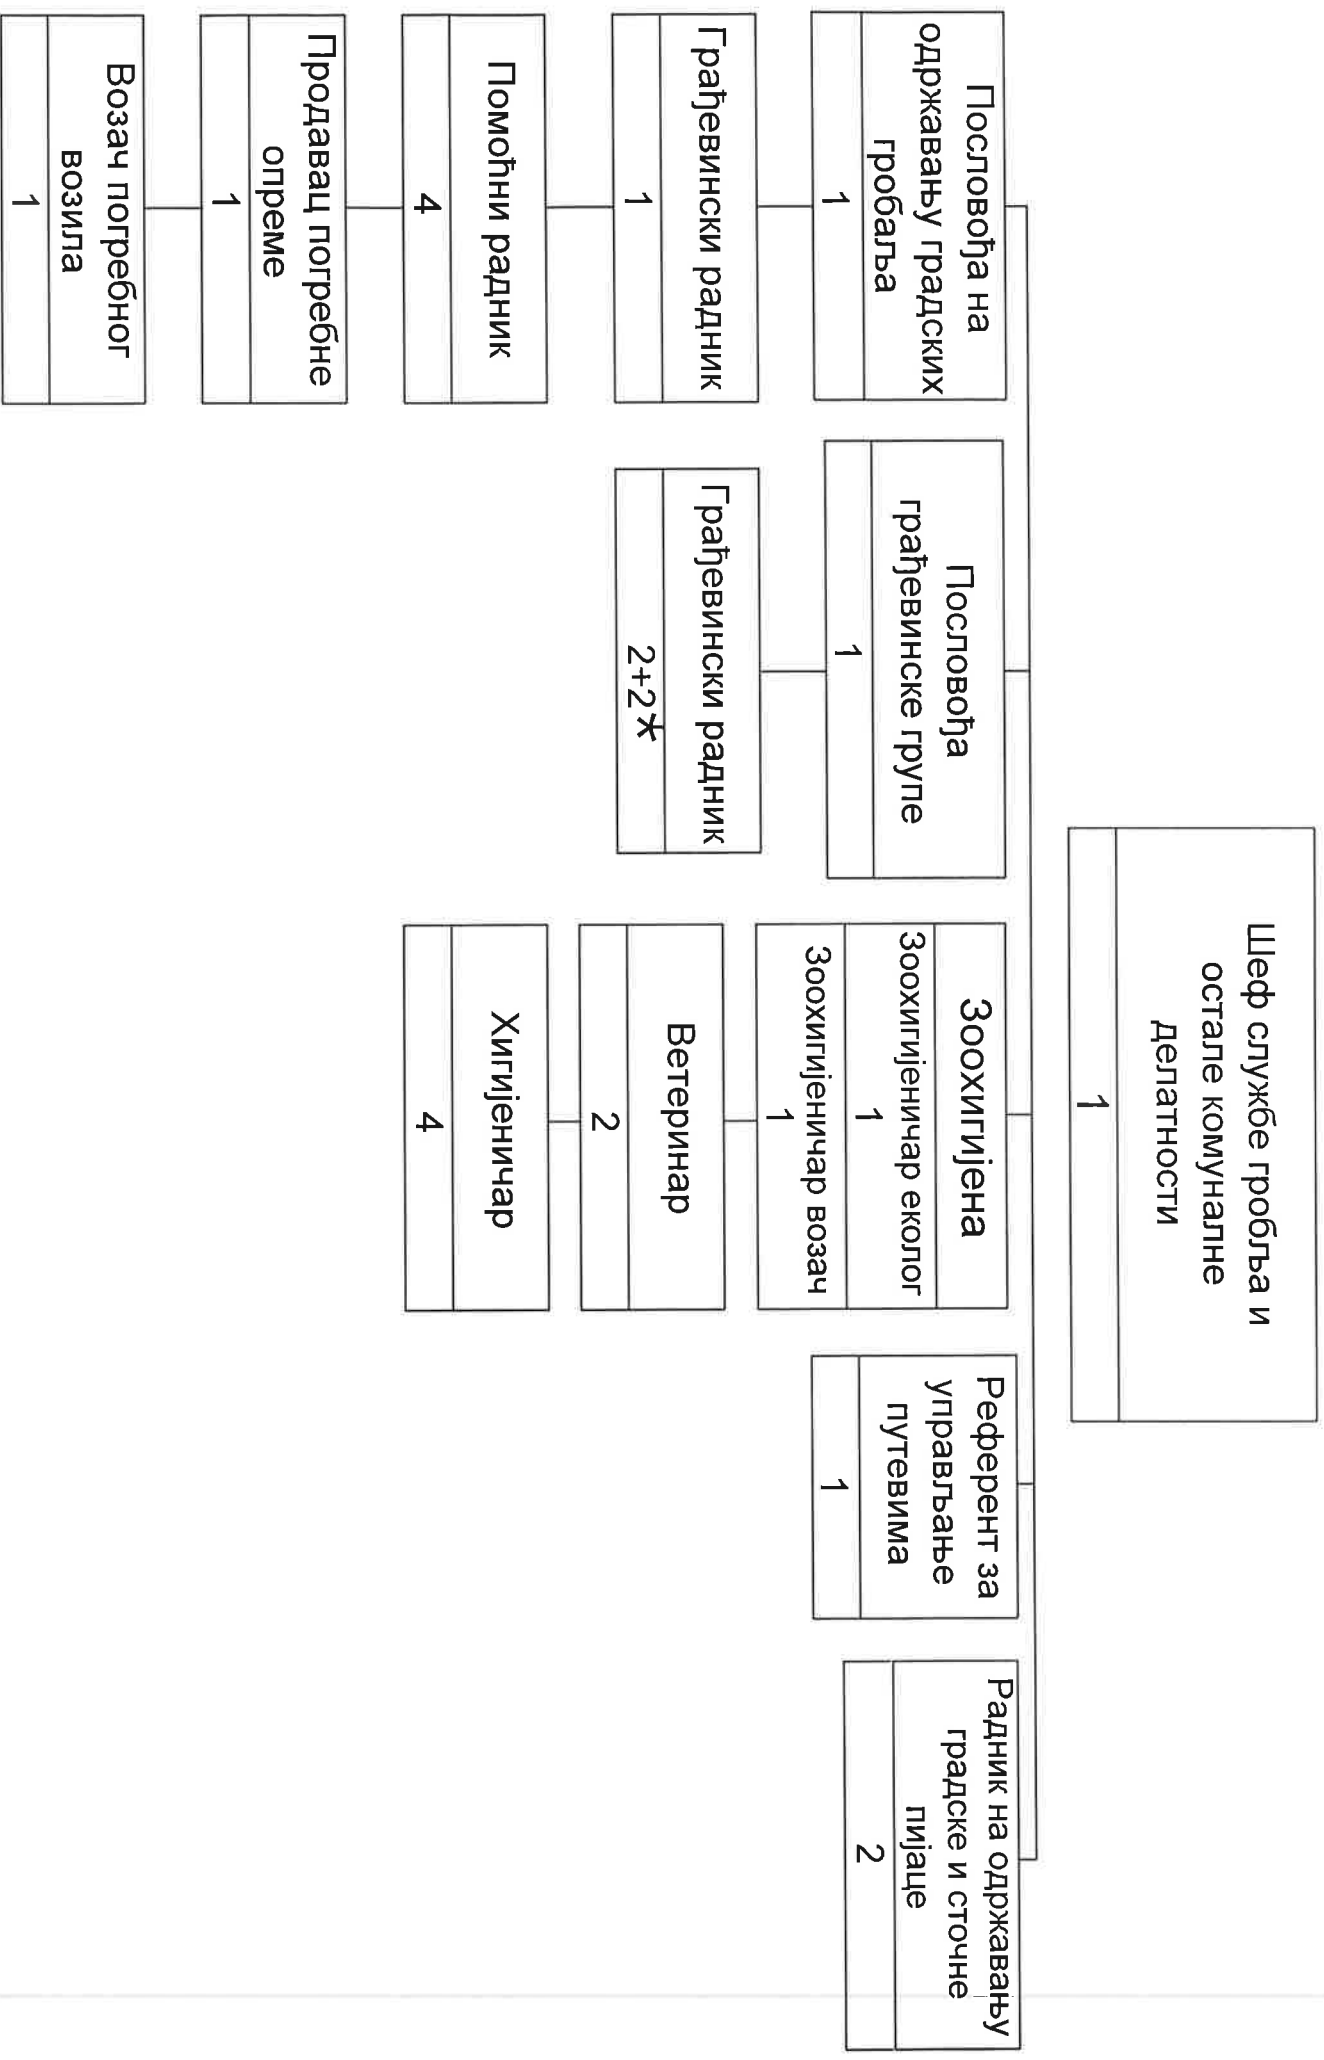 Шеф службе гробља и
остале комуналне
делатности
1
Пословођа на
одржавању градских
гробаља
1
Грађевински радник
1
Помоћни радник
4
Продавац погребне
опреме
1
Возач погребног
возила
1
Пословођа
грађевинске групе
1
Грађевински радник
2+2*
Зоохигијена
Зоохигијеничар еколог
1
Зоохигијеничар возач
1
Ветеринар
2
Хигијеничар
4
Референт за
управљање
путевима
1
Радник на одржавању
градске и сточне
пијаце
2